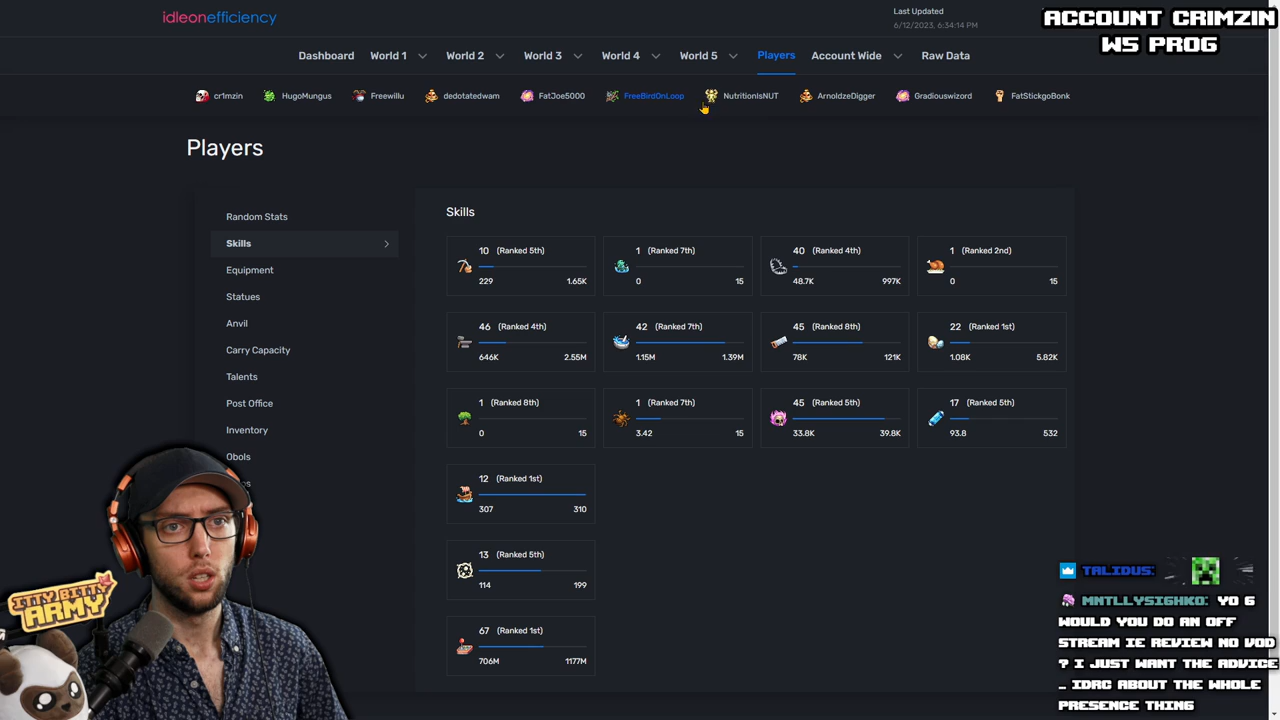 idleonefficiency
Last Updated
6/12/2023, 6:34:14 PM
ACCOUNT CRIMZIN
W5 PROG
Dashboard World 1 World 2 World 3 World 4 World 5 Players Account Wide Raw Data
cr1mzin HugoMungus Freewillu dedotatedwam FatJoe5000 FreeBirdOnLoop NutritionIsNUT ArnoldzeDigger Gradiouswizord FatStickgoBonk
Players
Random Stats
Skills
Equipment
Statues
Anvil
Carry Capacity
Talents
Post Office
Inventory
Obols
Skills
10 (Ranked 5th) 1 (Ranked 7th) 40 (Ranked 4th) 1 (Ranked 2nd)
229 1.65K 0 15 48.7K 997K 0 15
46 (Ranked 4th) 42 (Ranked 7th) 45 (Ranked 8th) 22 (Ranked 1st)
646K 2.55M 1.15M 1.39M 78K 121K 1.08K 5.82K
1 (Ranked 8th) 1 (Ranked 7th) 45 (Ranked 5th) 17 (Ranked 5th)
0 15 3.42 15 33.8K 39.8K 93.8 532
12 (Ranked 1st)
307 310
13 (Ranked 5th)
114 199
67 (Ranked 1st)
706M 1177M
ITTY BITTY
ARMY
TALIDUS:
MNTLLYSIGHKO: YO 6
WOULD YOU DO AN OFF
STREAM IE REVIEW NO VOD
? I JUST WANT THE ADVICE
_ IDRC ABOUT THE WHOLE
PRESENCE THING